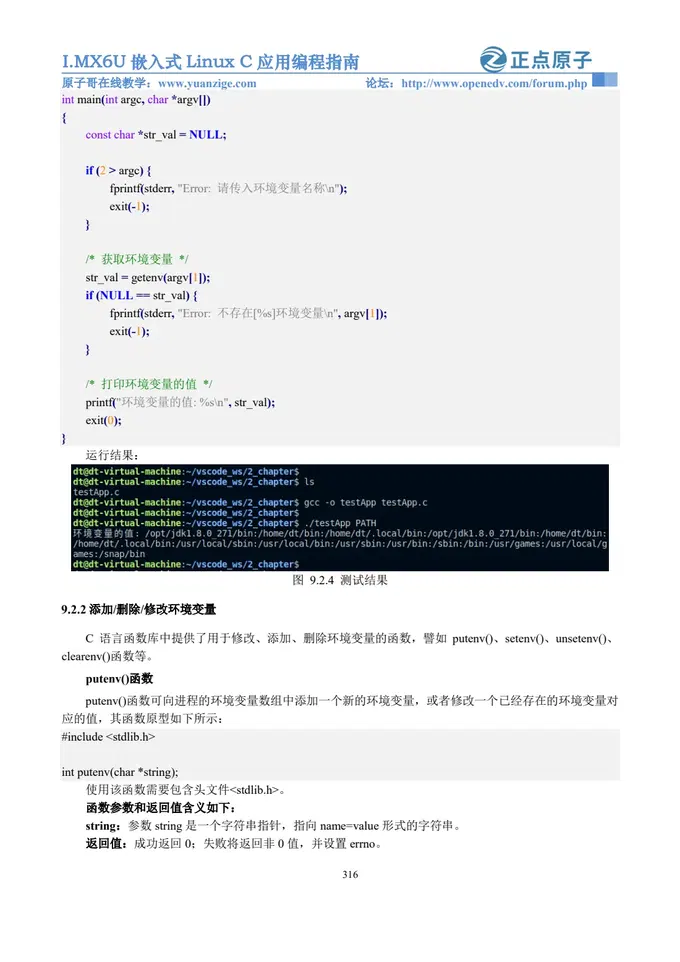 I.MX6U 嵌入式 Linux C 应用编程指南
正点原子
原子哥在线教学：www.yuanzige.com 论坛：http://www.openedv.com/forum.php
int main(int argc, char *argv[])
{
const char *str_val = NULL;
if (2 > argc) {
fprintf(stderr, "Error: 请传入环境变量名称\n");
exit(-1);
}
/* 获取环境变量 */
str_val = getenv(argv[1]);
if (NULL == str_val) {
fprintf(stderr, "Error: 不存在[%s]环境变量\n", argv[1]);
exit(-1);
}
/* 打印环境变量的值 */
printf("环境变量的值: %s\n", str_val);
exit(0);
}
运行结果：
dt@dt-virtual-machine:~/vscode_ws/2_chapter$
dt@dt-virtual-machine:~/vscode_ws/2_chapter$ ls
testApp.c
dt@dt-virtual-machine:~/vscode_ws/2_chapter$ gcc -o testApp testApp.c
dt@dt-virtual-machine:~/vscode_ws/2_chapter$
dt@dt-virtual-machine:~/vscode_ws/2_chapter$ ./testApp PATH
环境变量的值: /opt/jdk1.8.0_271/bin:/home/dt/bin:/home/dt/.local/bin:/opt/jdk1.8.0_271/bin:/home/dt/bin:
/home/dt/.local/bin:/usr/local/sbin:/usr/local/bin:/usr/sbin:/usr/bin:/sbin:/bin:/usr/games:/usr/local/g
ames:/snap/bin
dt@dt-virtual-machine:~/vscode_ws/2_chapter$
图 9.2.4 测试结果
9.2.2 添加/删除/修改环境变量
C 语言函数库中提供了用于修改、添加、删除环境变量的函数，譬如 putenv()、setenv()、unsetenv()、
clearenv()函数等。
putenv()函数
putenv()函数可向进程的环境变量数组中添加一个新的环境变量，或者修改一个已经存在的环境变量对
应的值，其函数原型如下所示：
#include <stdlib.h>
int putenv(char *string);
使用该函数需要包含头文件<stdlib.h>。
函数参数和返回值含义如下：
string：参数 string 是一个字符串指针，指向 name=value 形式的字符串。
返回值：成功返回 0；失败将返回非 0 值，并设置 errno。
316